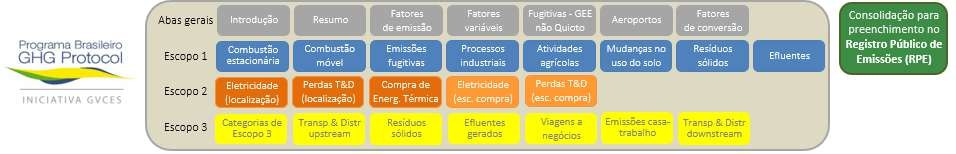 Programa Brasileiro
GHG Protocol
INICIATIVA GVCES
Abas gerais
Introdução
Resumo
Fatores
de emissão
Fatores
variáveis
Fugitivas - GEE
não Quioto
Aeroportos
Fatores
de conversão
Escopo 1
Combustão
estacionária
Combustão
móvel
Emissões
fugitivas
Processos
industriais
Atividades
agrícolas
Mudanças no
uso do solo
Resíduos
sólidos
Efluentes
Escopo 2
Eletricidade
(localização)
Perdas T&D
(localização)
Compra de
Energ. Térmica
Eletricidade
(esc. compra)
Perdas T&D
(esc. compra)
Escopo 3
Categorias de
Escopo 3
Transp.& Distr
upstream
Resíduos
sólidos
Efluentes
gerados
Viagens a
negócios
Emissões casa-
trabalho
Transp.& Distr
downstream
Consolidação para
preenchimento no
Registro Público de
Emissões (RPE)